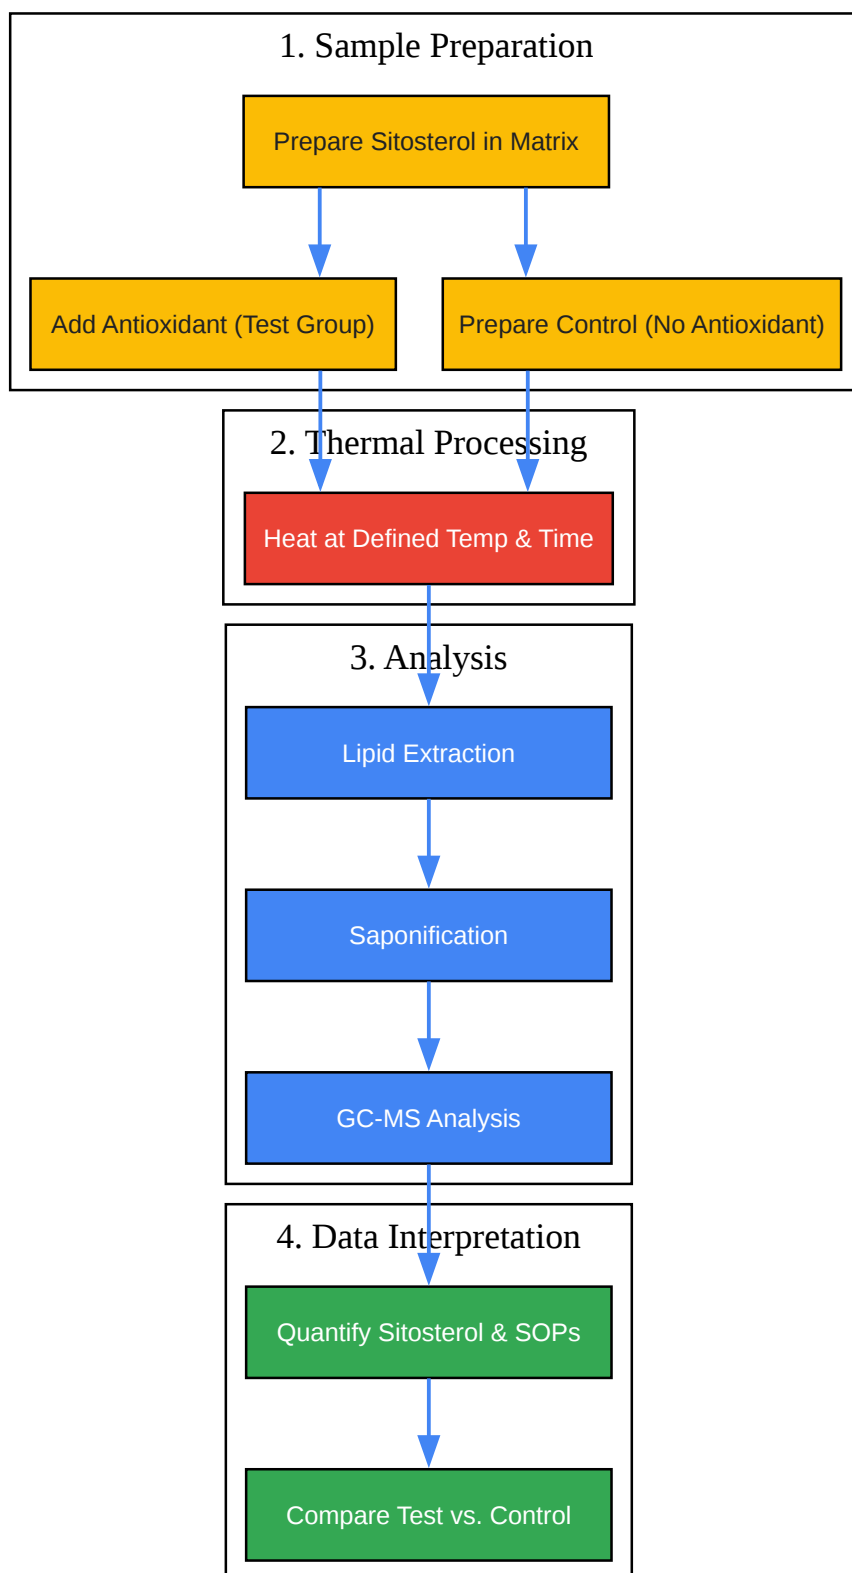 1. Sample Preparation
Prepare Sitosterol in Matrix
Add Antioxidant (Test Group)
Prepare Control (No Antioxidant)
2. Thermal Processing
Heat at Defined Temp & Time
3. Analysis
Lipid Extraction
Saponification
GC-MS Analysis
4. Data Interpretation
Quantify Sitosterol & SOPs
Compare Test vs. Control